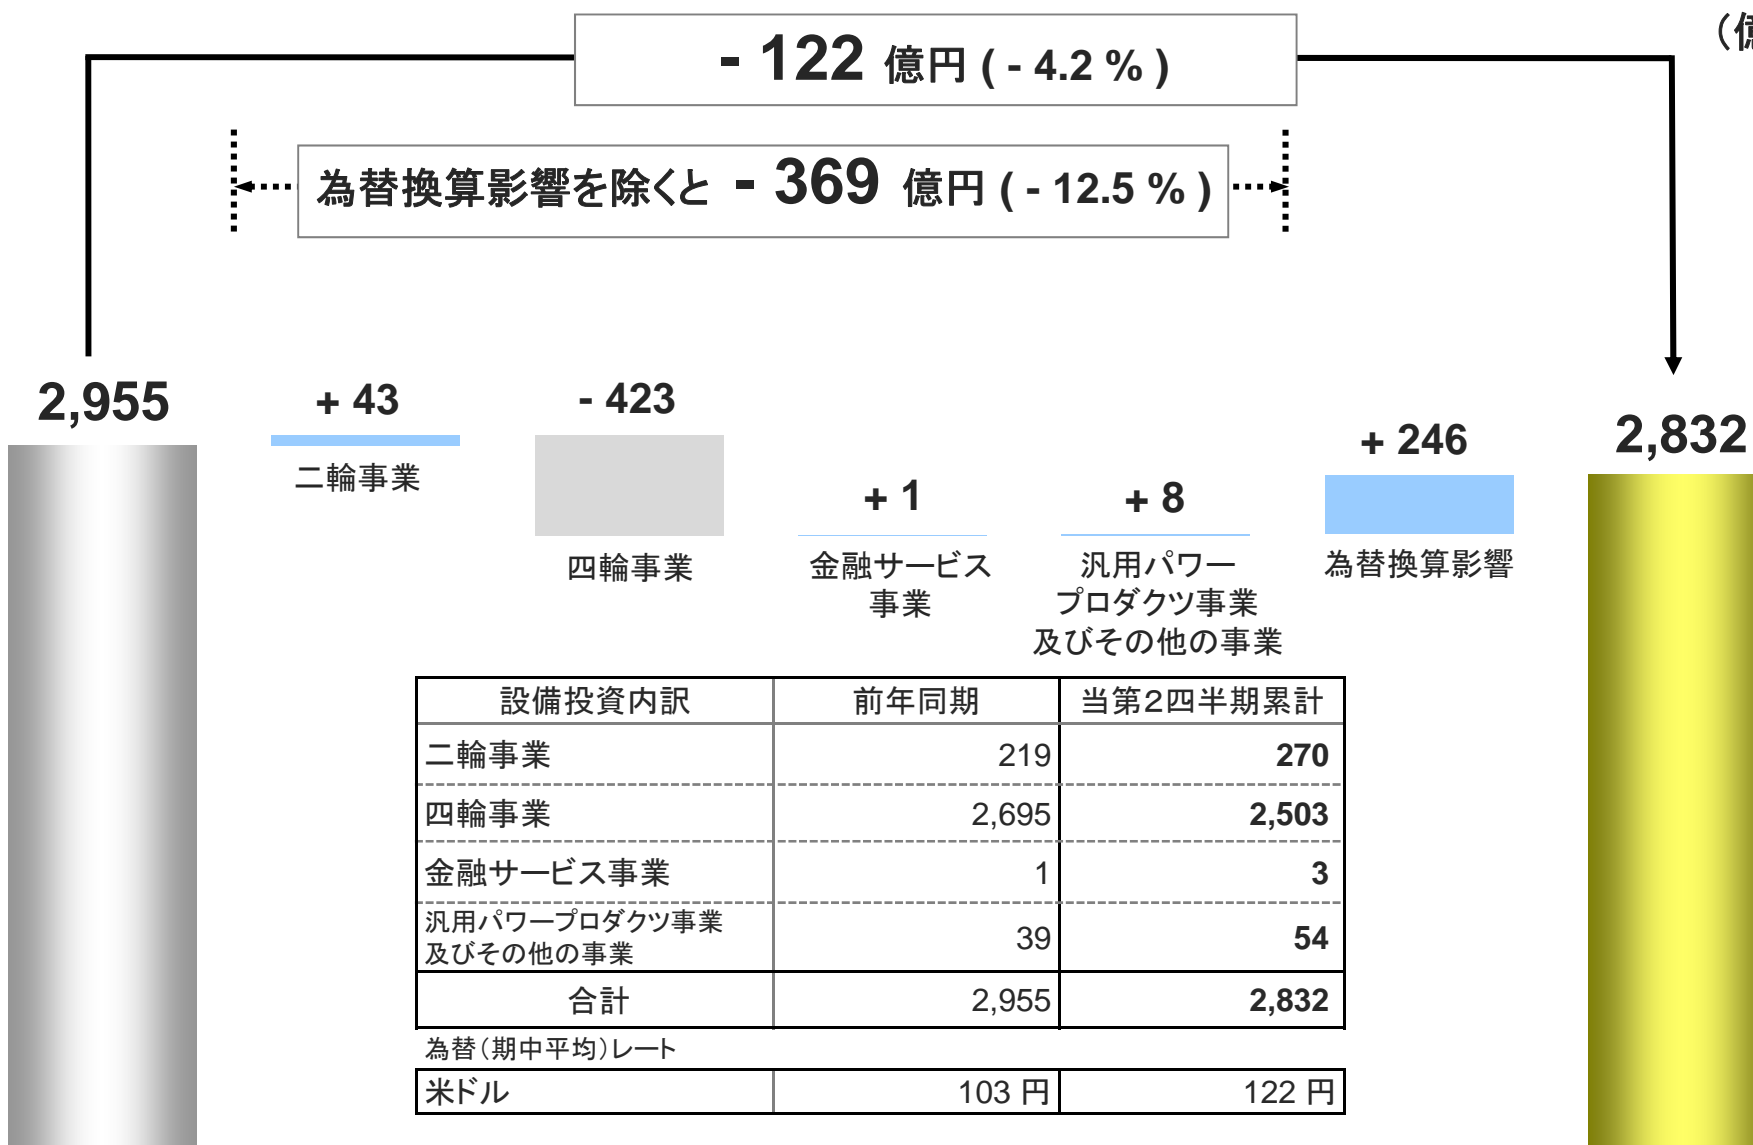 （億
- 122 億円 ( - 4.2 % )
為替換算影響を除くと - 369 億円 ( - 12.5 % )
2,955
+ 43
二輪事業
- 423
四輪事業
+ 1
金融サービス
事業
+ 8
汎用パワー
プロダクツ事業
及びその他の事業
+ 246
為替換算影響
2,832
設備投資内訳 前年同期 当第2四半期累計
二輪事業 219 270
四輪事業 2,695 2,503
金融サービス事業 1 3
汎用パワープロダクツ事業
及びその他の事業 39 54
合計 2,955 2,832
為替（期中平均）レート
米ドル 103 円 122 円